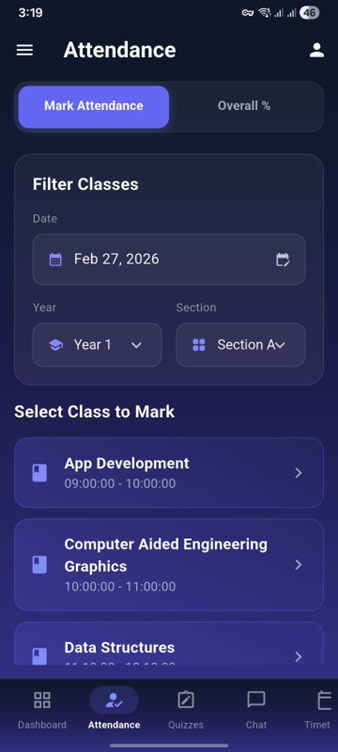 3:19
46
Attendance
Mark Attendance
Overall %
Filter Classes
Date
Feb 27, 2026
Year
Section
Year 1
Section A
Select Class to Mark
App Development
09:00:00 - 10:00:00
Computer Aided Engineering
Graphics
10:00:00 - 11:00:00
Data Structures
Dashboard
Attendance
Quizzes
Chat
Timet